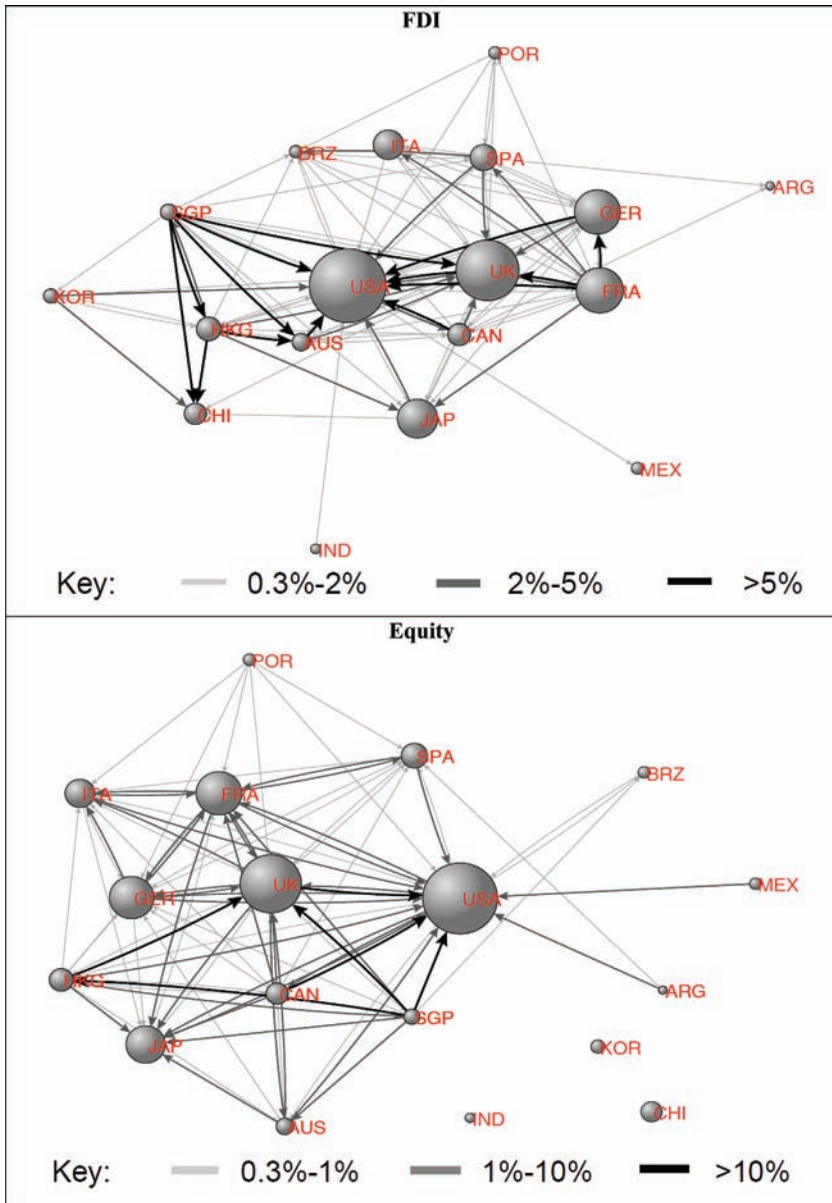 FDI
POR
BRZ
ITA
SPA
ARG
SGP
GER
USA
UK
FRA
KOR
HKG
AUS
CAN
CHI
JAP
MEX
IND
Key: 0.3%-2% 2%-5% >5%
Equity
POR
SPA
BRZ
ITA
FRA
UK
USA
MEX
GER
HKG
CAN
ARG
SGP
JAP
KOR
AUS
IND
CHI
Key: 0.3%-1% 1%-10% >10%